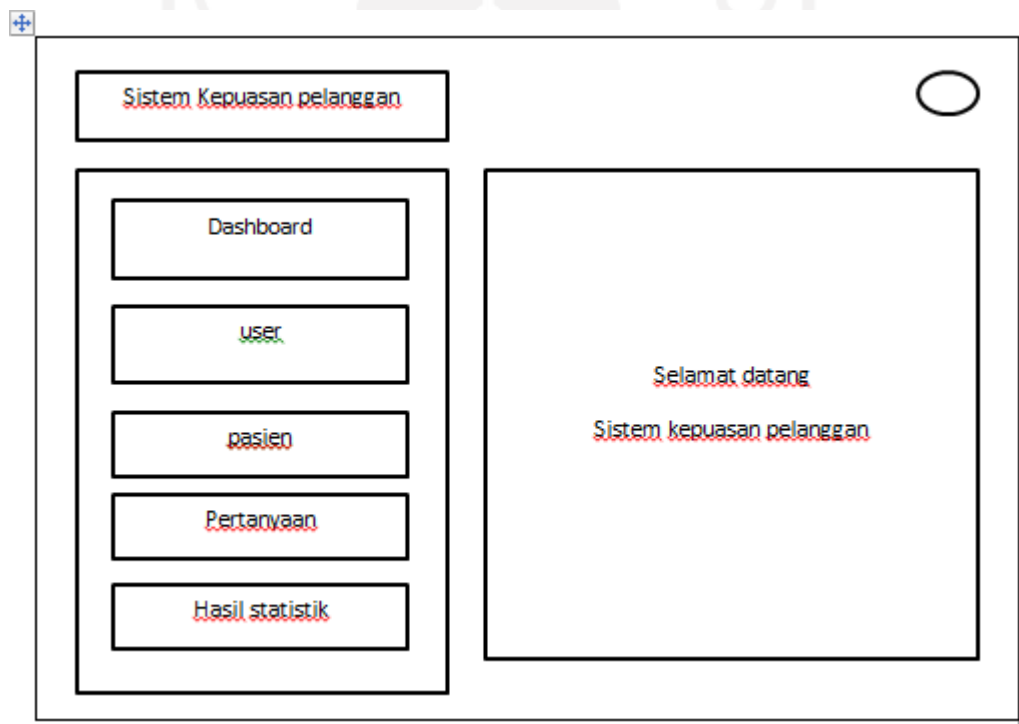 Sistem Kepuasan pelanggan
Dashboard
user
pasien
Pertanyaan
Hasil statistik
Selamat datang
Sistem kepuasan pelanggan